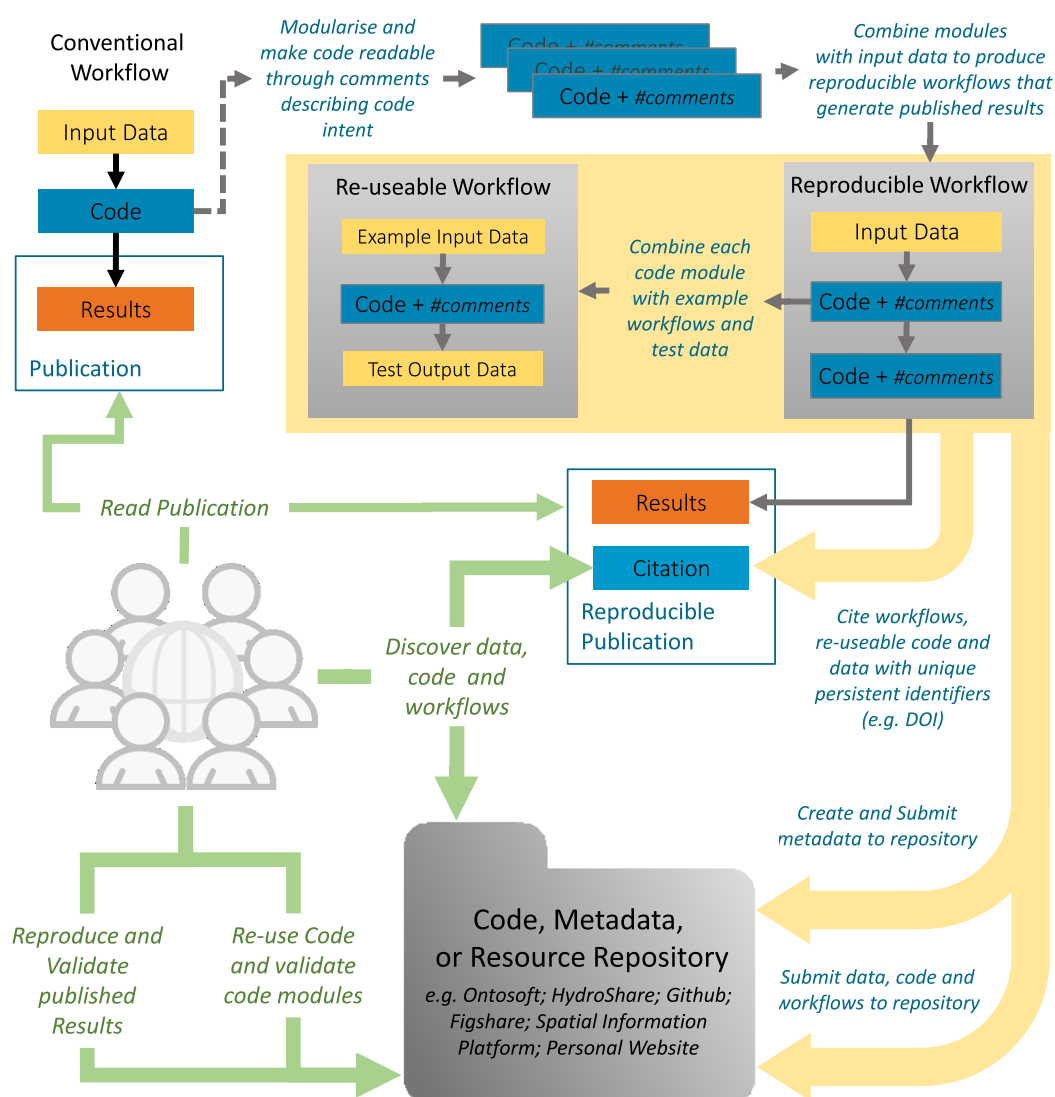 Conventional
Workflow
Input Data
Code
Results
Publication
Modularise and
make code readable
through comments
describing code
intent
Code + #comments
Code + #comments
Code + #comments
Combine modules
with input data to produce
reproducible workflows that
generate published results
Re-useable Workflow
Example Input Data
Code + #comments
Test Output Data
Combine each
code module
with example
workflows and
test data
Reproducible Workflow
Input Data
Code + #comments
Code + #comments
Read Publication
Results
Citation
Reproducible
Publication
Discover data,
code and
workflows
Cite workflows,
re-useable code and
data with unique
persistent identifiers
(e.g. DOI)
Create and Submit
metadata to repository
Reproduce and
Validate
published
Results
Re-use Code
and validate
code modules
Code, Metadata,
or Resource Repository
e.g. Ontosoft; HydroShare; Github;
Figshare; Spatial Information
Platform; Personal Website
Submit data, code and
workflows to repository